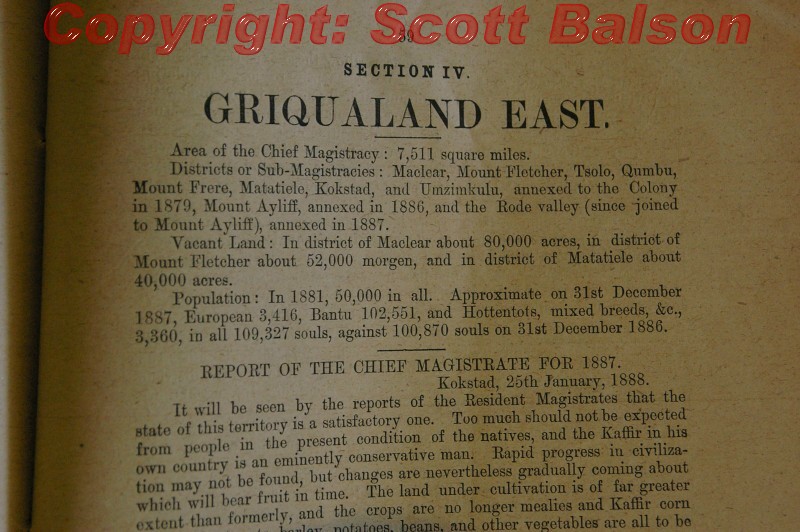 Copyright: Scott Balson
59
SECTION IV.
GRIQUALAND EAST.
Area of the Chief Magistracy: 7,511 square miles.
Districts or Sub-Magistracies: Maclear, Mount Fletcher, Tsolo, Qumbu,
Mount Frere, Matatiele, Kokstad, and Umzimkulu, annexed to the Colony
in 1879, Mount Ayliff, annexed in 1886, and the Rode valley (since joined
to Mount Ayliff), annexed in 1887.
Vacant Land: In district of Maclear about 80,000 acres, in district of
Mount Fletcher about 52,000 morgen, and in district of Matatiele about
40,000 acres.
Population: In 1881, 50,000 in all. Approximate on 31st December
1887, European 3,416, Bantu 102,551, and Hottentots, mixed breeds, &c.,
3,360, in all 109,327 souls, against 100,870 souls on 31st December 1886.
REPORT OF THE CHIEF MAGISTRATE FOR 1887.
Kokstad, 25th January, 1888.
It will be seen by the reports of the Resident Magistrates that the
state of this territory is a satisfactory one. Too much should not be expected
from people in the present condition of the natives, and the Kaffir in his
own country is an eminently conservative man. Rapid progress in civiliza-
tion may not be found, but changes are nevertheless gradually coming about
which will bear fruit in time. The land under cultivation is of far greater
extent than formerly, and the crops are no longer mealies and Kaffir corn
barley, potatoes, beans, and other vegetables are all to be